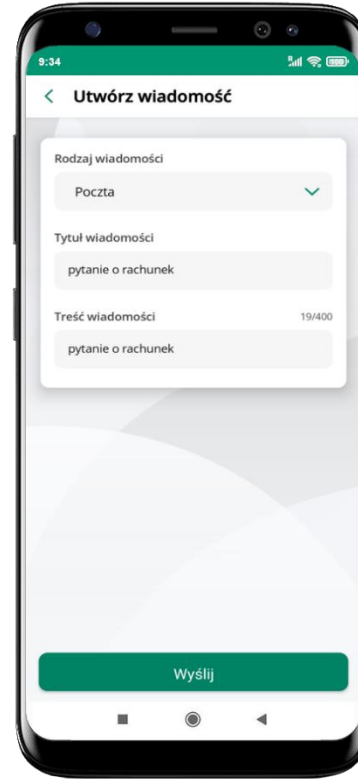 9:34
Utwórz wiadomość
Rodzaj wiadomości
Poczta
Tytuł wiadomości
pytanie o rachunek
Treść wiadomości 19/400
pytanie o rachunek
Wyślij